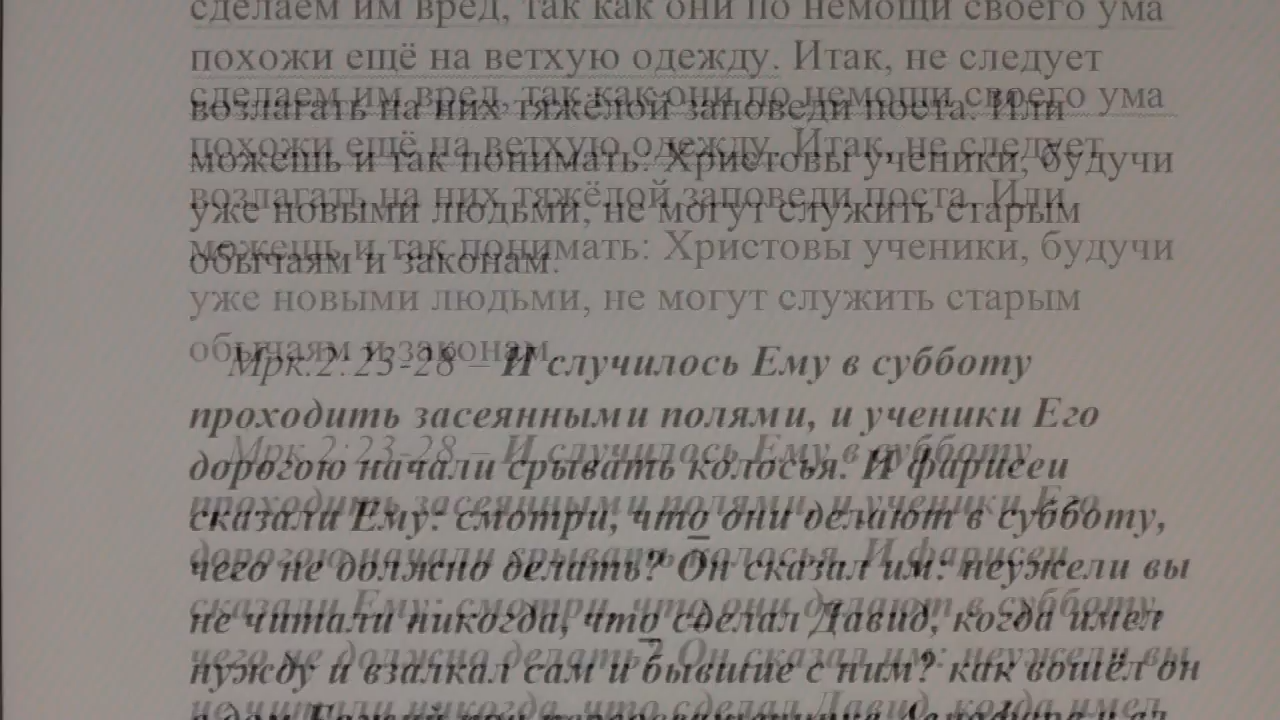 сделаем им вред, так как они по немощи своего ума
похожи ещё на ветхую одежду. Итак, не следует
возлагать на них тяжёлой заповеди поста. Или
можешь и так понимать: Христовы ученики, будучи
уже новыми людьми, не могут служить старым
обычаям и законам.
Мрк.2:23-28 – И случилось Ему в субботу
проходить засеянными полями, и ученики Его
дорогою начали срывать колосья. И фарисеи
сказали Ему: смотри, что они делают в субботу,
чего не должно делать? Он сказал им: неужели вы
не читали никогда, что сделал Давид, когда имел
нужду и взалкал сам и бывшие с ним? как вошёл он